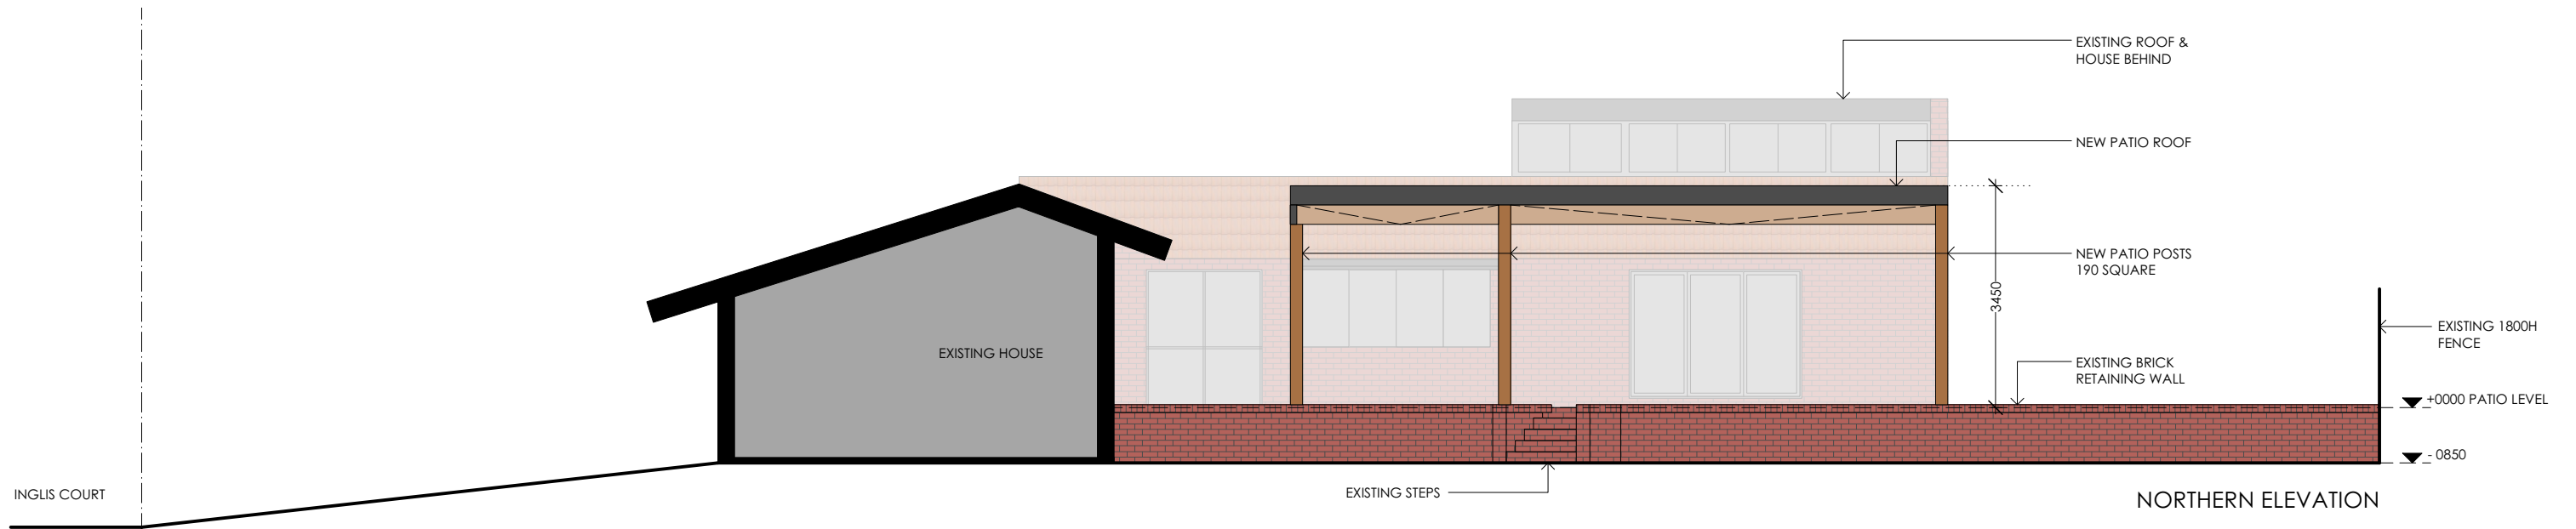 EXISTING ROOF &
HOUSE BEHIND
NEW PATIO ROOF
NEW PATIO POSTS
190 SQUARE
3450
EXISTING 1800H
FENCE
EXISTING HOUSE
EXISTING BRICK
RETAINING WALL
+0000 PATIO LEVEL
- 0850
INGLIS COURT
EXISTING STEPS
NORTHERN ELEVATION